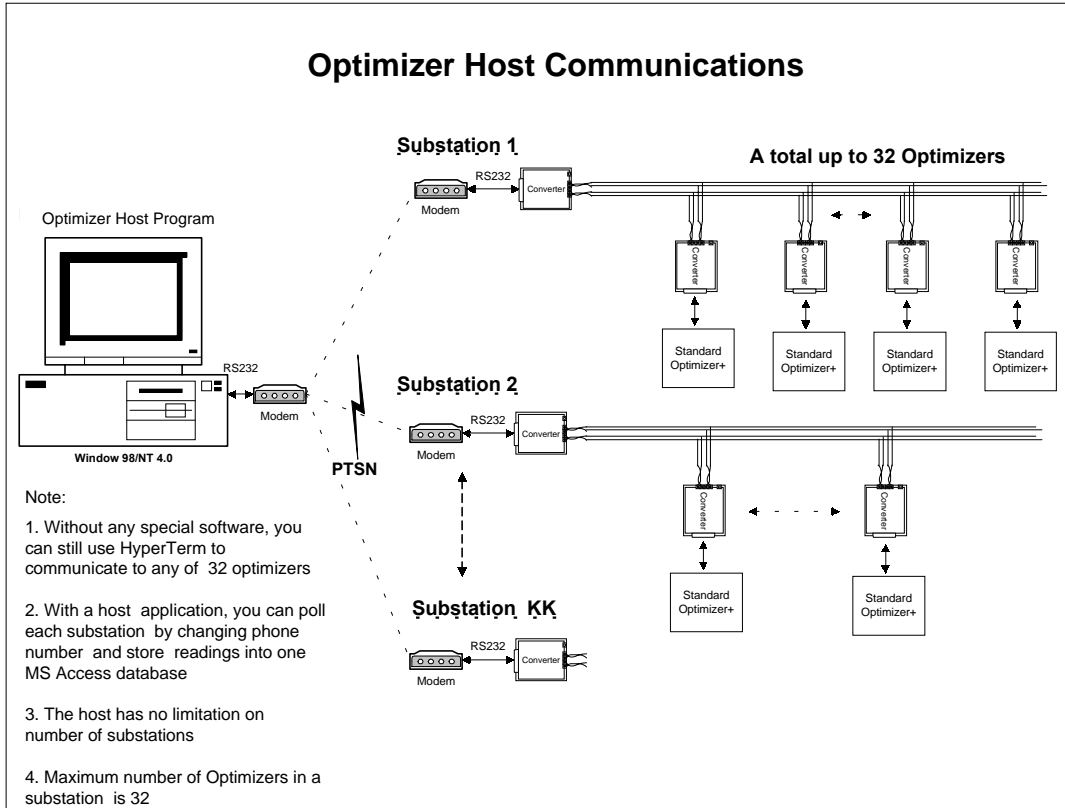 Optimizer Host Communications
Substation 1
A total up to 32 Optimizers
RS232
Converter
Modem
Optimizer Host Program
Converter
Converter
Converter
Converter
Standard
Optimizer+
Standard
Optimizer+
Standard
Optimizer+
Standard
Optimizer+
RS232
Modem
Window 98/NT 4.0
PTSN
Substation 2
RS232
Converter
Modem
Converter
Converter
Standard
Optimizer+
Standard
Optimizer+
Substation KK
RS232
Converter
Modem
Note:
1. Without any special software, you
can still use HyperTerm to
communicate to any of 32 optimizers
2. With a host application, you can poll
each substation by changing phone
number and store readings into one
MS Access database
3. The host has no limitation on
number of substations
4. Maximum number of Optimizers in a
substation is 32